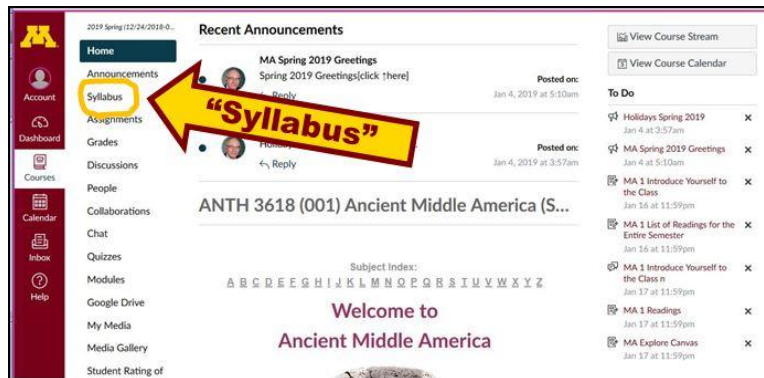 2019 Spring (12/24/2018-0...
Home
Announcements
Syllabus
Assignments
Grades
Discussions
People
Collaborations
Chat
Quizzes
Modules
Google Drive
My Media
Media Gallery
Student Rating of
M
Account
Dashboard
Courses
Calendar
Inbox
Help
Recent Announcements
MA Spring 2019 Greetings
Spring 2019 Greetings[click ↑here]
Posted on:
Reply
Jan 4, 2019 at 5:10am
“Syllabus”
Posted on:
Reply
Jan 4, 2019 at 3:57am
ANTH 3618 (001) Ancient Middle America (S...
Subject Index:
A B C D E F G H I J K L M N O P Q R S T U V W X Y Z
Welcome to
Ancient Middle America
View Course Stream
View Course Calendar
To Do
Holidays Spring 2019
Jan 4 at 3:57am
MA Spring 2019 Greetings
Jan 4 at 5:10am
MA 1 Introduce Yourself to
the Class
Jan 16 at 11:59pm
MA 1 List of Readings for the
Entire Semester
Jan 16 at 11:59pm
MA 1 Introduce Yourself to
the Class n
Jan 17 at 11:59pm
MA 1 Readings
Jan 17 at 11:59pm
MA Explore Canvas
Jan 17 at 11:59pm